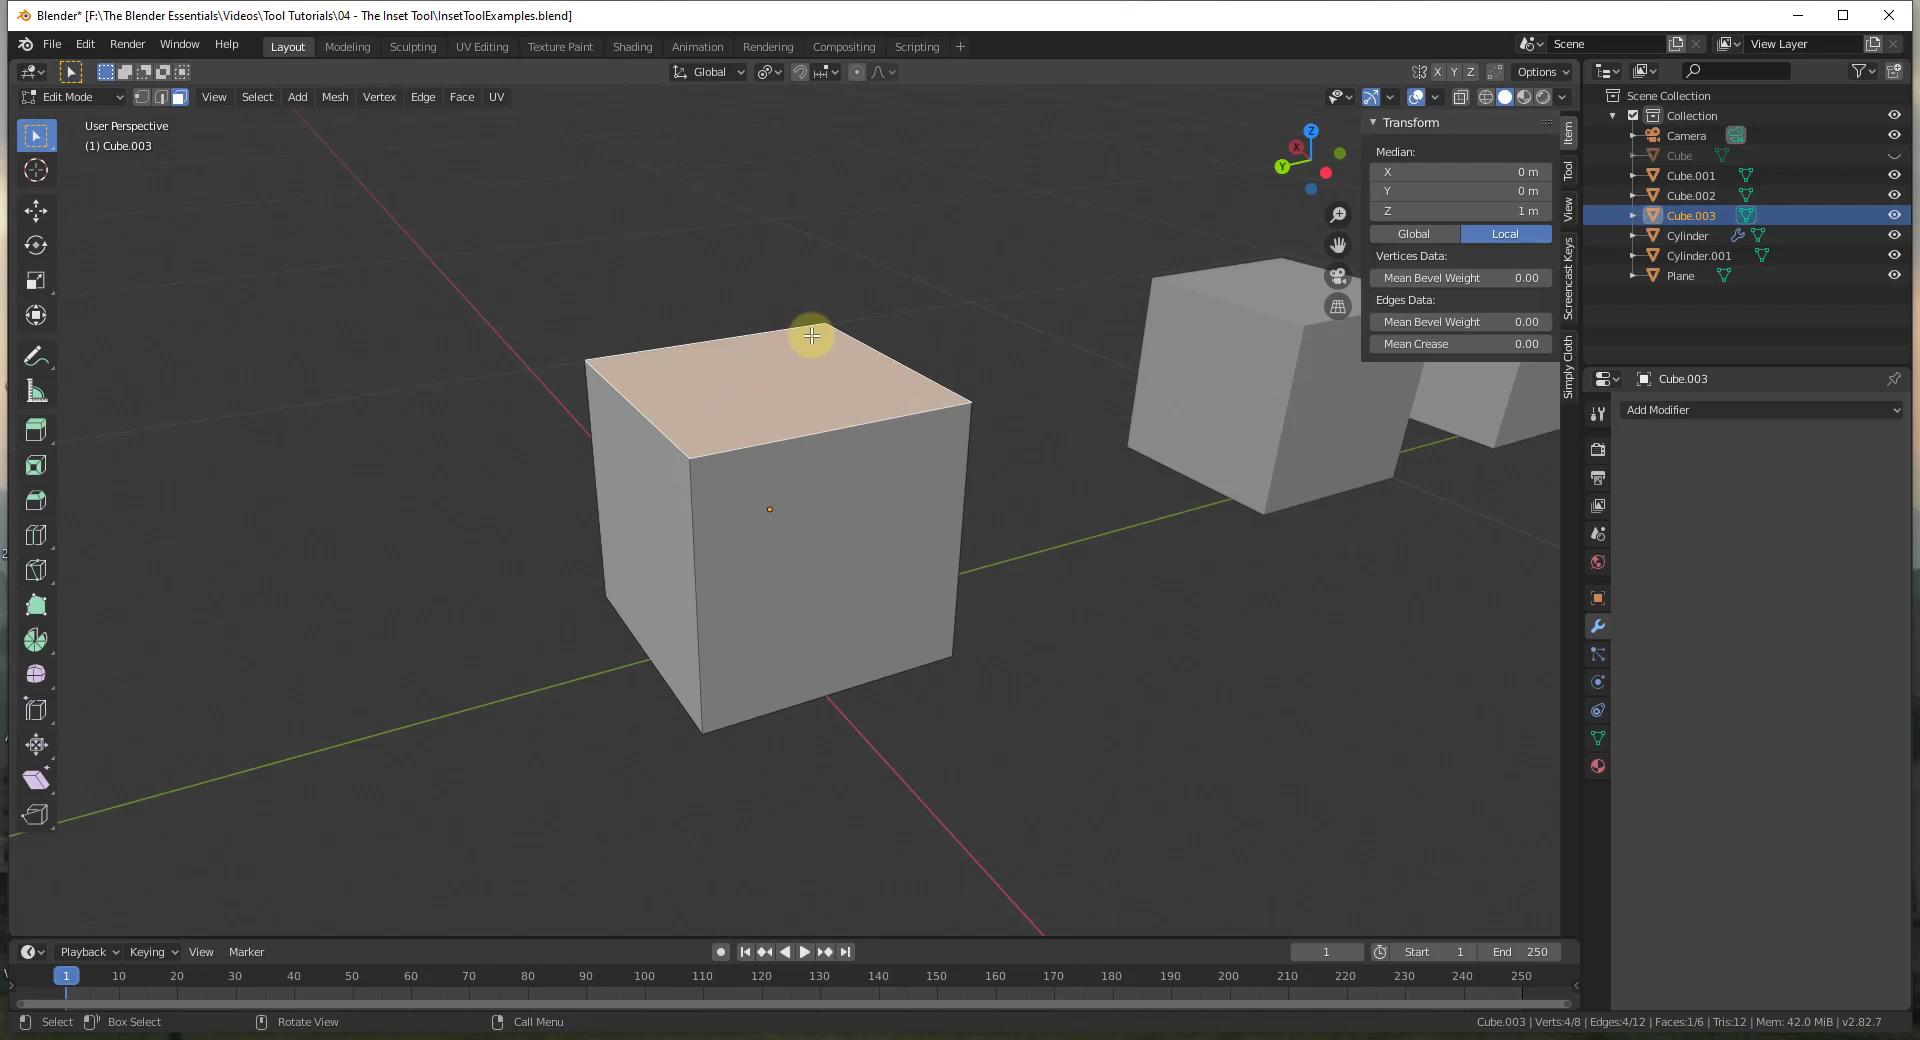 Blender* [F:\The Blender Essentials\Videos\Tool Tutorials\04 - The Inset Tool\InsetToolExamples.blend]
File Edit Render Window Help Layout Modeling Sculpting UV Editing Texture Paint Shading Animation Rendering Compositing Scripting + Scene View Layer
Global X Y Z Options
Edit Mode View Select Add Mesh Vertex Edge Face UV
User Perspective
(1) Cube.003
Z
X
Y
Transform
Median:
X 0 m
Y 0 m
Z 1 m
Global Local
Vertices Data:
Mean Bevel Weight 0.00
Edges Data:
Mean Bevel Weight 0.00
Mean Crease 0.00
Item
Tool
View
Screencast Keys
Simply Cloth
Scene Collection
Collection
Camera
Cube
Cube.001
Cube.002
Cube.003
Cylinder
Cylinder.001
Plane
Cube.003
Add Modifier
Playback Keying View Marker 1 Start 1 End 250
1 10 20 30 40 50 60 70 80 90 100 110 120 130 140 150 160 170 180 190 200 210 220 230 240 250
Select Box Select Rotate View Call Menu Cube.003 | Verts:4/8 | Edges:4/12 | Faces:1/6 | Tris:12 | Mem: 42.0 MiB | v2.82.7